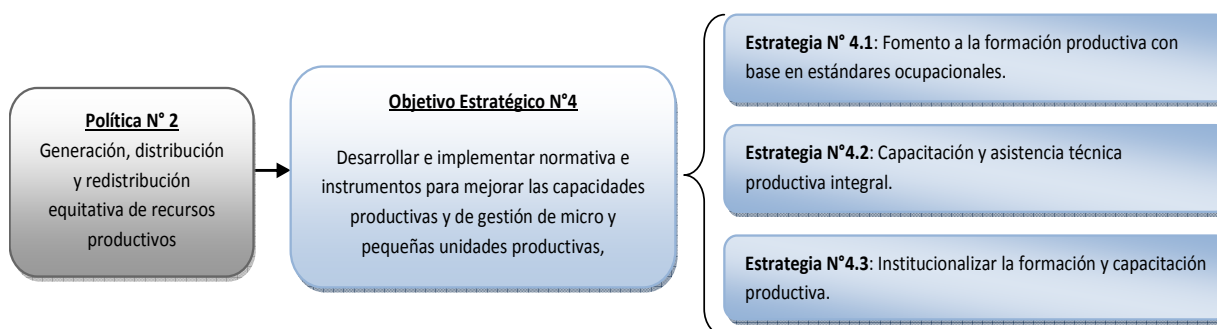 Política N° 2
Generación, distribución
y redistribución
equitativa de recursos
productivos
Objetivo Estratégico N°4
Desarrollar e implementar normativa e
instrumentos para mejorar las capacidades
productivas y de gestión de micro y
pequeñas unidades productivas,
Estrategia N° 4.1: Fomento a la formación productiva con
base en estándares ocupacionales.
Estrategia N°4.2: Capacitación y asistencia técnica
productiva integral.
Estrategia N°4.3: Institucionalizar la formación y capacitación
productiva.